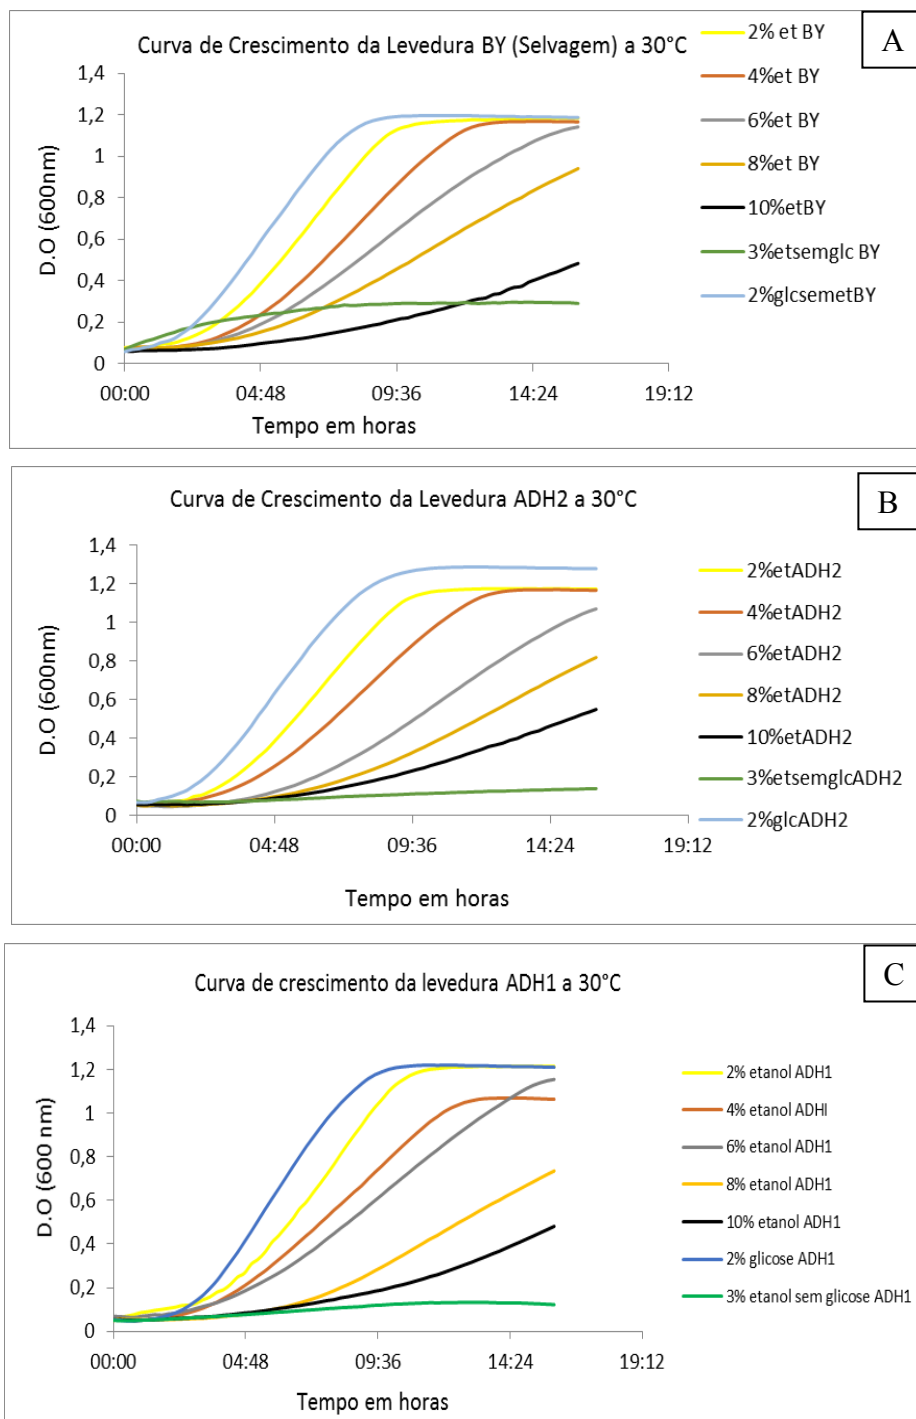 Curva de Crescimento da Levedura BY (Selvagem) a 30°C
A
1,4
1,2
1
0,8
0,6
0,4
0,2
0
D.O (600nm)
00:00 04:48 09:36 14:24 19:12
Tempo em horas
2% et BY
4%et BY
6%et BY
8%et BY
10%etBY
3%etsemglc BY
2%glcsemetBY
Curva de Crescimento da Levedura ADH2 a 30°C
B
1,4
1,2
1
0,8
0,6
0,4
0,2
0
D.O (600nm)
00:00 04:48 09:36 14:24 19:12
Tempo em horas
2%etADH2
4%etADH2
6%etADH2
8%etADH2
10%etADH2
3%etsemglcADH2
2%glcADH2
Curva de crescimento da levedura ADH1 a 30°C
C
1,4
1,2
1
0,8
0,6
0,4
0,2
0
D.O (600 nm)
00:00 04:48 09:36 14:24 19:12
Tempo em horas
2% etanol ADH1
4% etanol ADHI
6% etanol ADH1
8% etanol ADH1
10% etanol ADH1
2% glicose ADH1
3% etanol sem glicose ADH1